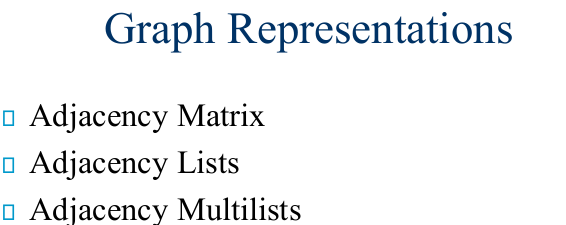 Graph Representations
Adjacency Matrix
Adjacency Lists
Adjacency Multilists